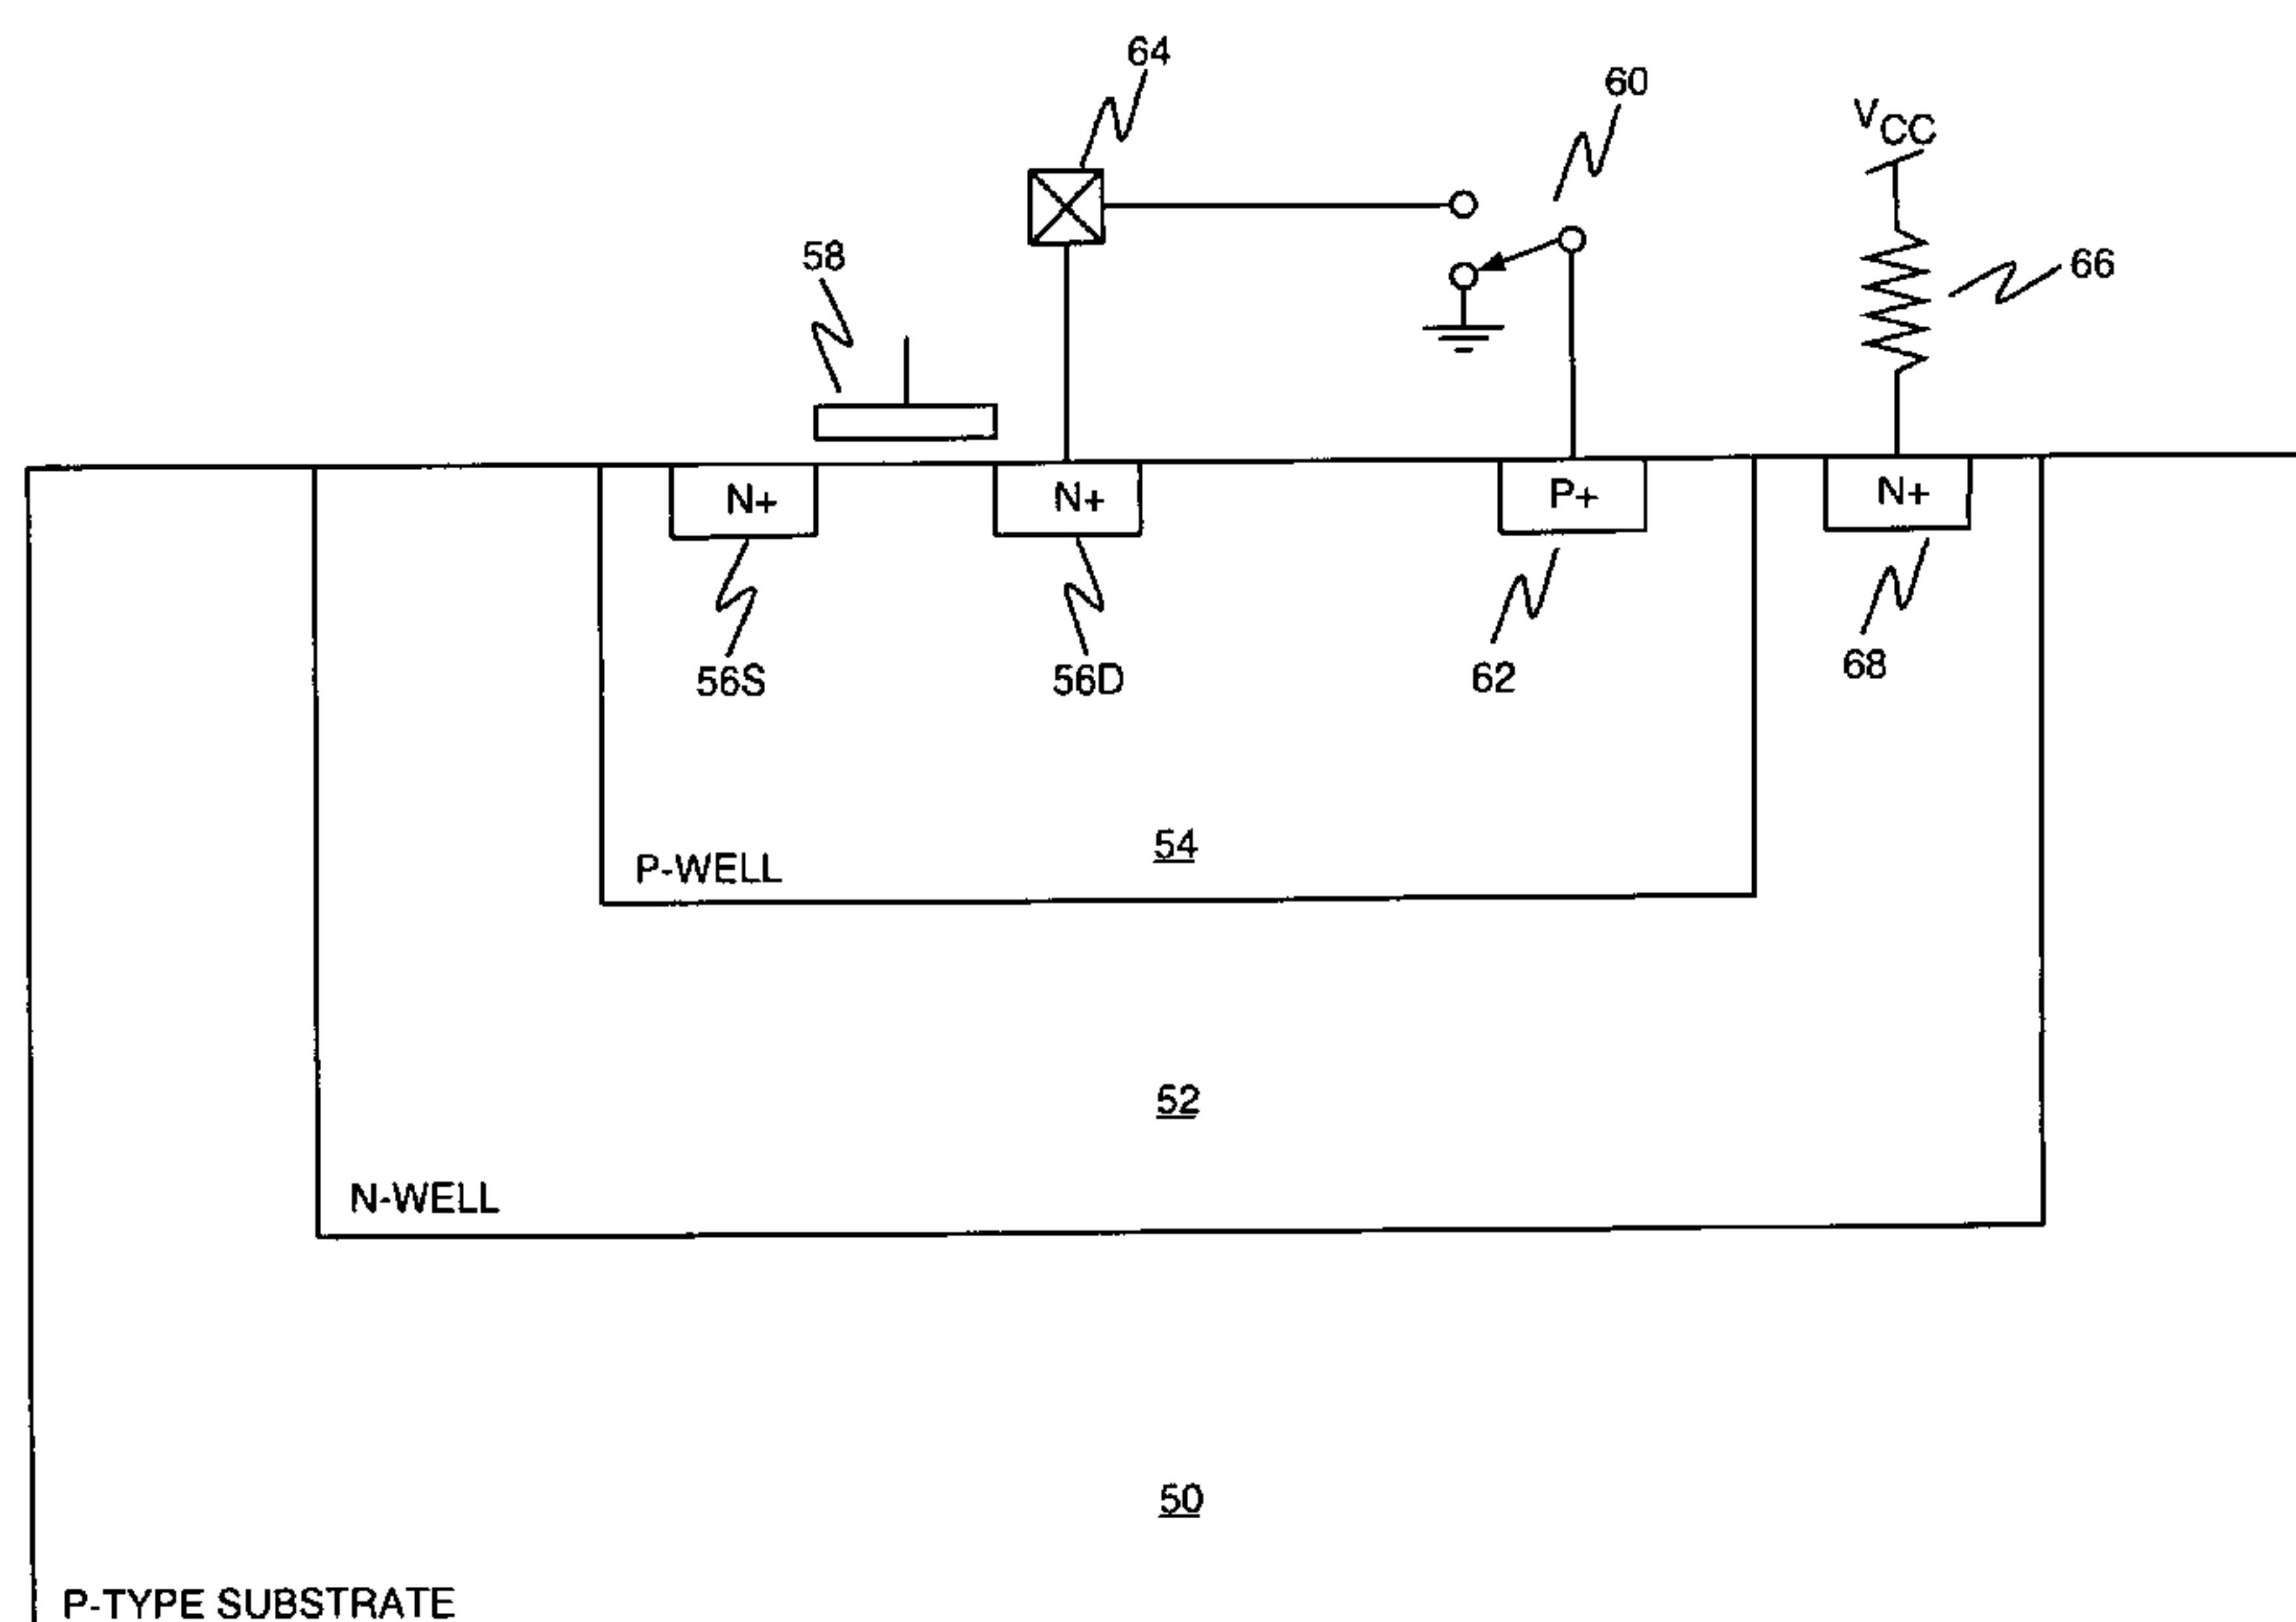 64
60
VCC
58
66
N+
N+
P+
N+
56S
56D
62
68
54
P-WELL
52
N-WELL
50
P-TYPE SUBSTRATE